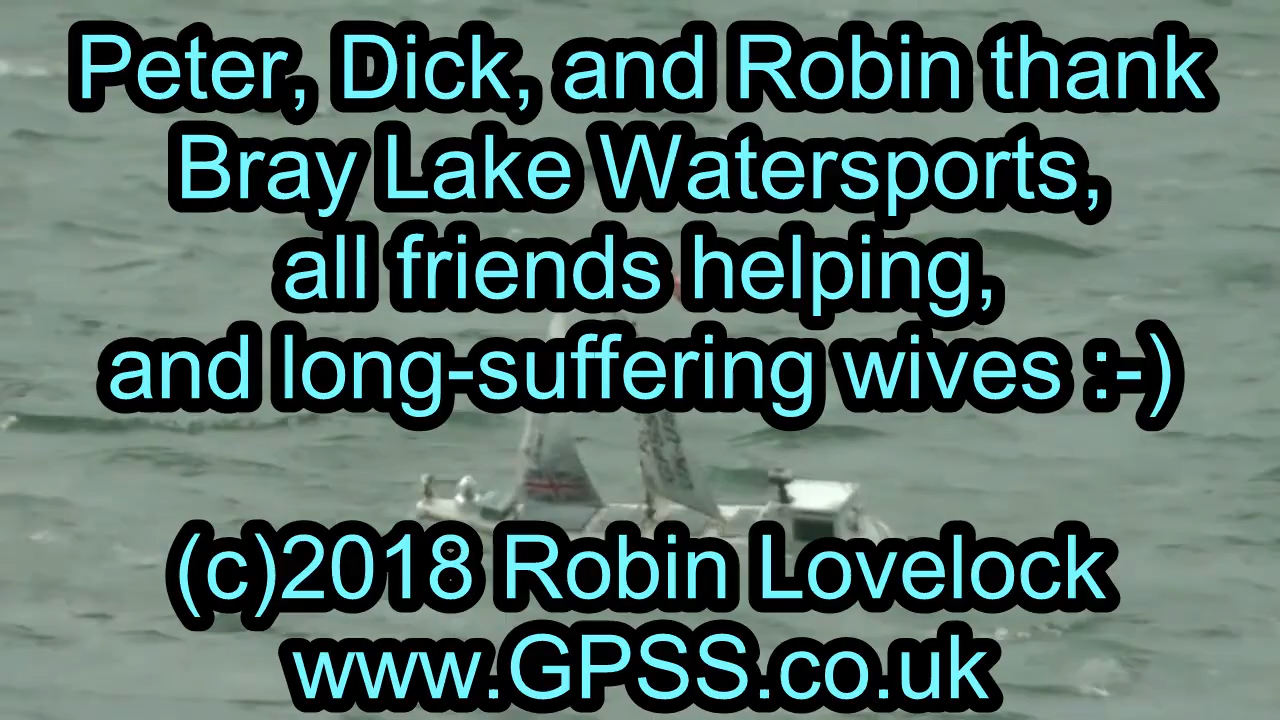 Peter, Dick, and Robin thank
Bray Lake Watersports,
all friends helping,
and long-suffering wives :-)
(c)2018 Robin Lovelock
www.GPSS.co.uk